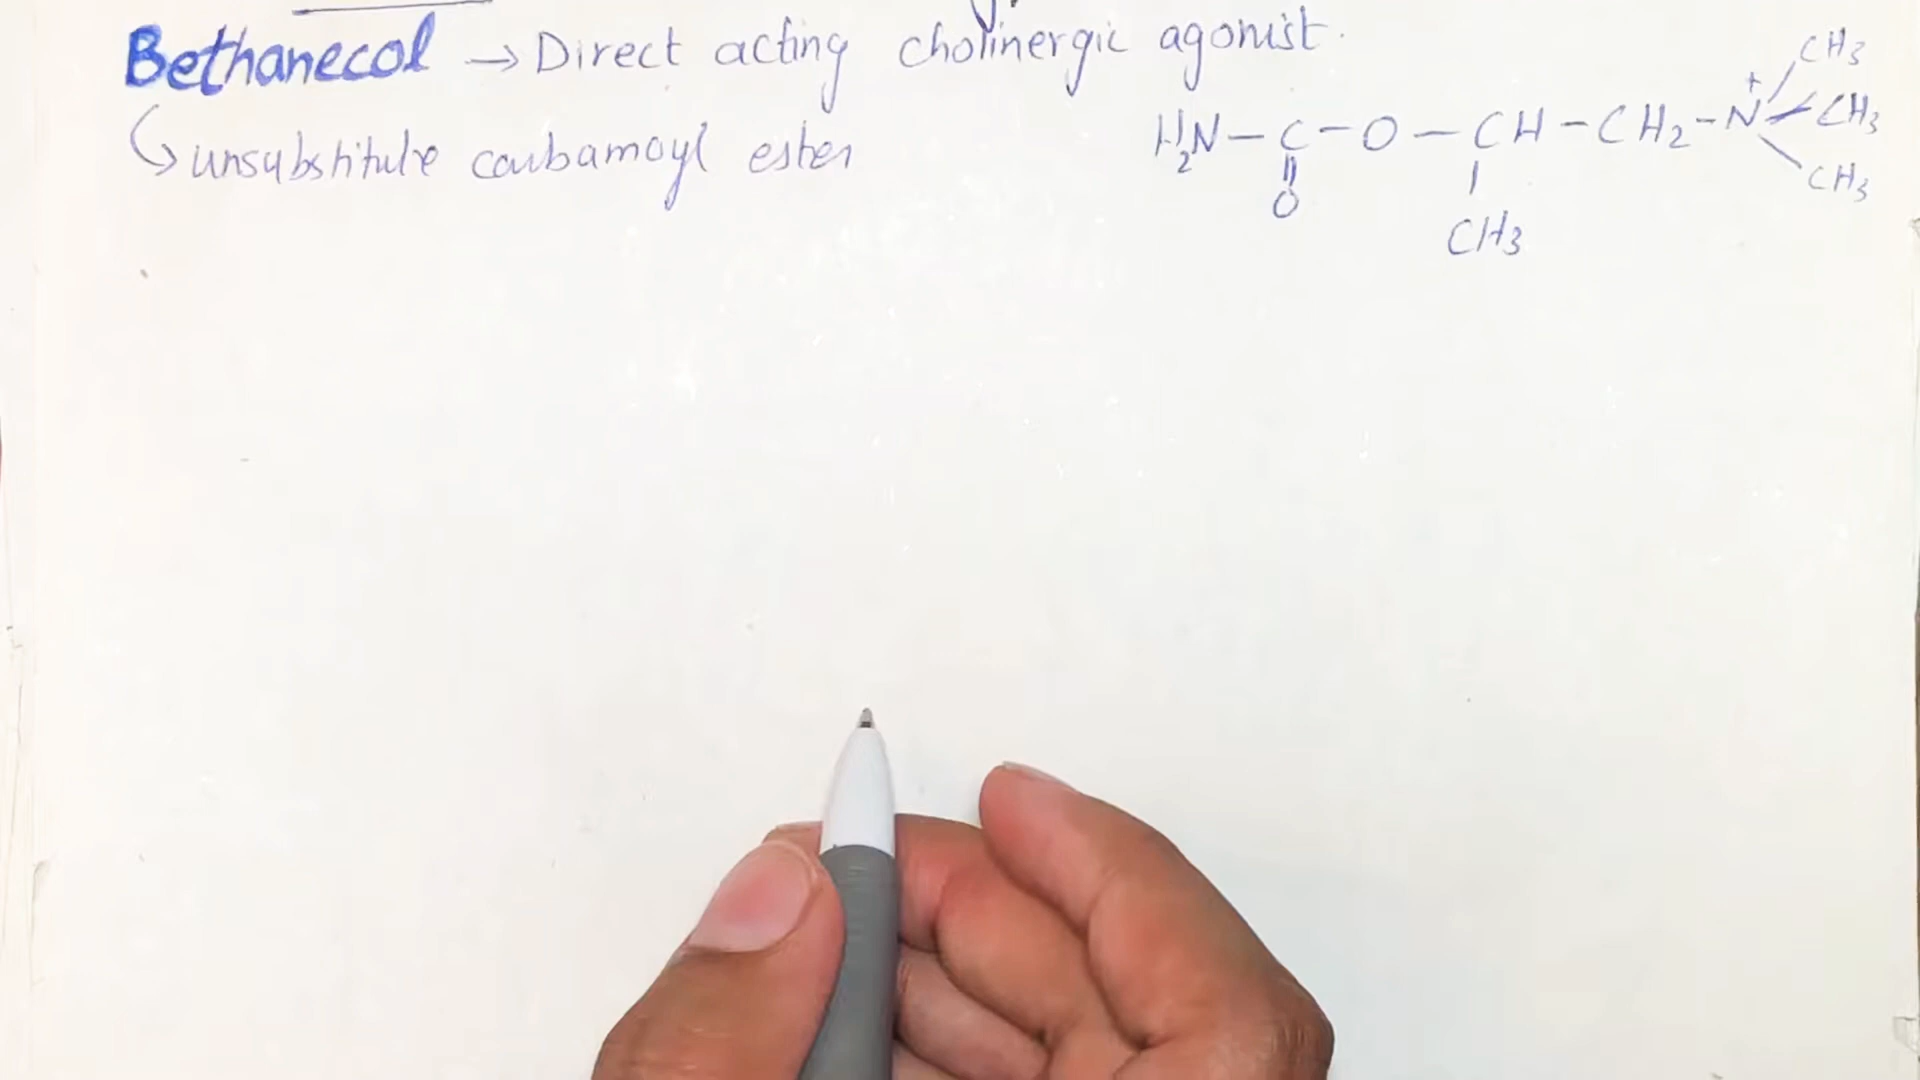 Bethanecol → Direct acting cholinergic agonist.
↳ unsubstitute carbamoyl ester
H₂N – C – O – CH – CH₂ – N⁺
O
CH₃
CH₃
CH₃
CH₃